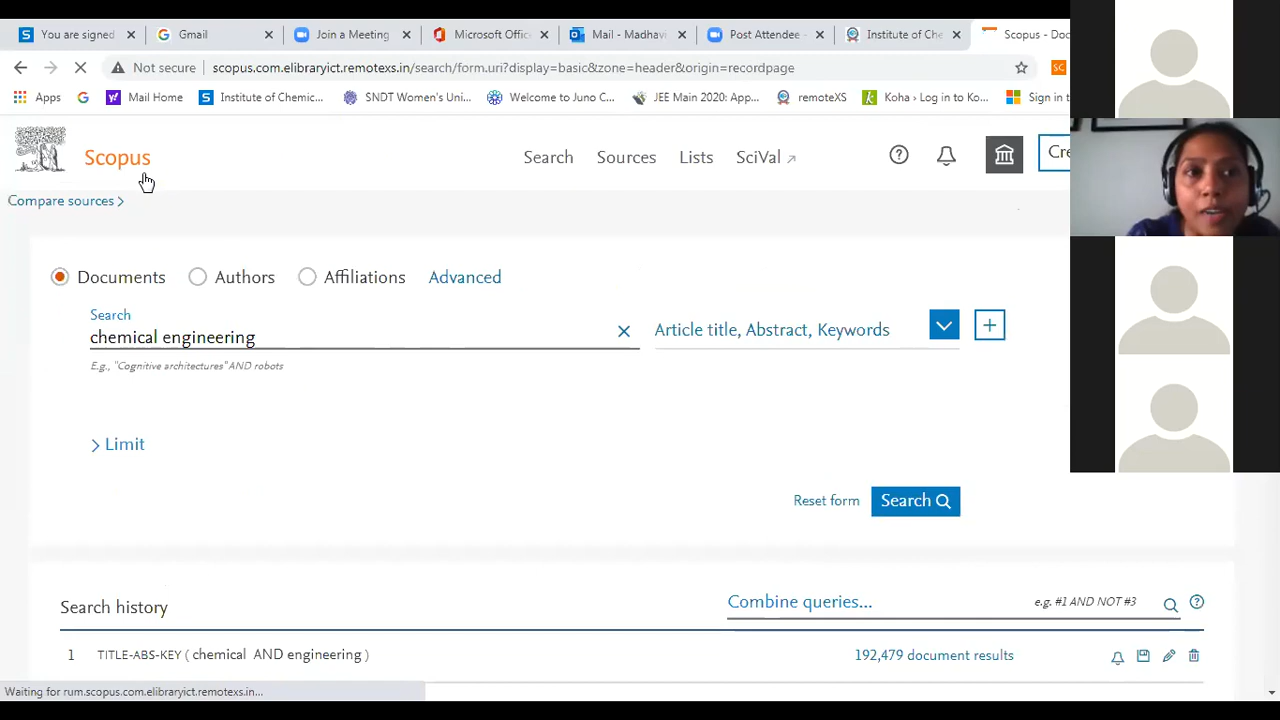 You are signed
Gmail
Join a Meeting
Microsoft Offic
Mail - Madhavi
Post Attendee -
Institute of Che
Scopus - Doc
Not secure
scopus.com.elibraryict.remotexs.in/search/form.uri?display=basic&zone=header&origin=recordpage
SC
Apps
Mail Home
Institute of Chemic...
SNDT Women's Uni...
Welcome to Juno C...
JEE Main 2020: App...
remoteXS
Koha › Log in to Ko...
Sign in t
Scopus
Search
Sources
Lists
SciVal
Cre
Compare sources
Documents
Authors
Affiliations
Advanced
Search
chemical engineering
Article title, Abstract, Keywords
E.g., "Cognitive architectures" AND robots
Limit
Reset form
Search
Search history
Combine queries...
e.g. #1 AND NOT #3
1 TITLE-ABS-KEY ( chemical AND engineering )
192,479 document results
Waiting for rum.scopus.com.elibraryict.remotexs.in...